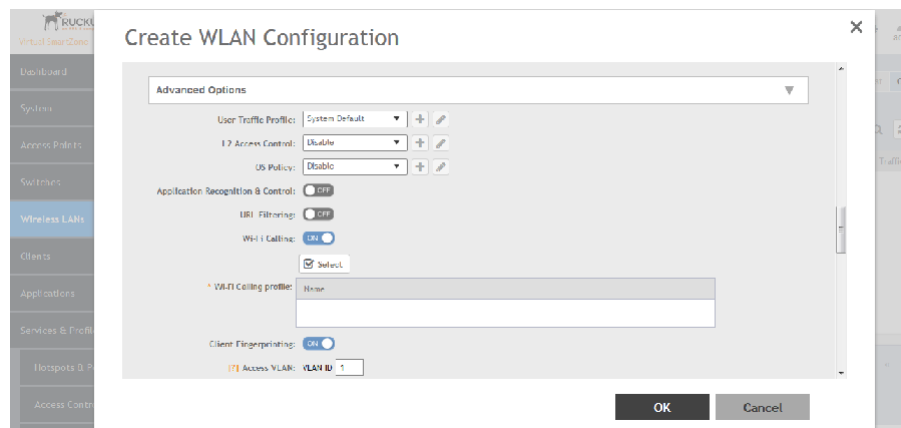 RUCKU
Virtual SmartZone
Create WLAN Configuration
Dashboard
System
Access Points
Switches
Wireless LANs
Clients
Applications
Services & Profil
Hotspots & P
Access Contr
Advanced Options
User Traffic Profile: System Default
L2 Access Control: Disable
OS Policy: Disable
Application Recognition & Control: OFF
URL Filtering: OFF
Wi-Fi Calling: ON
Select
* Wi-Fi Calling profile: Name
Client Fingerprinting: ON
[?] Access VLAN: VLAN ID 1
OK Cancel
Traffi